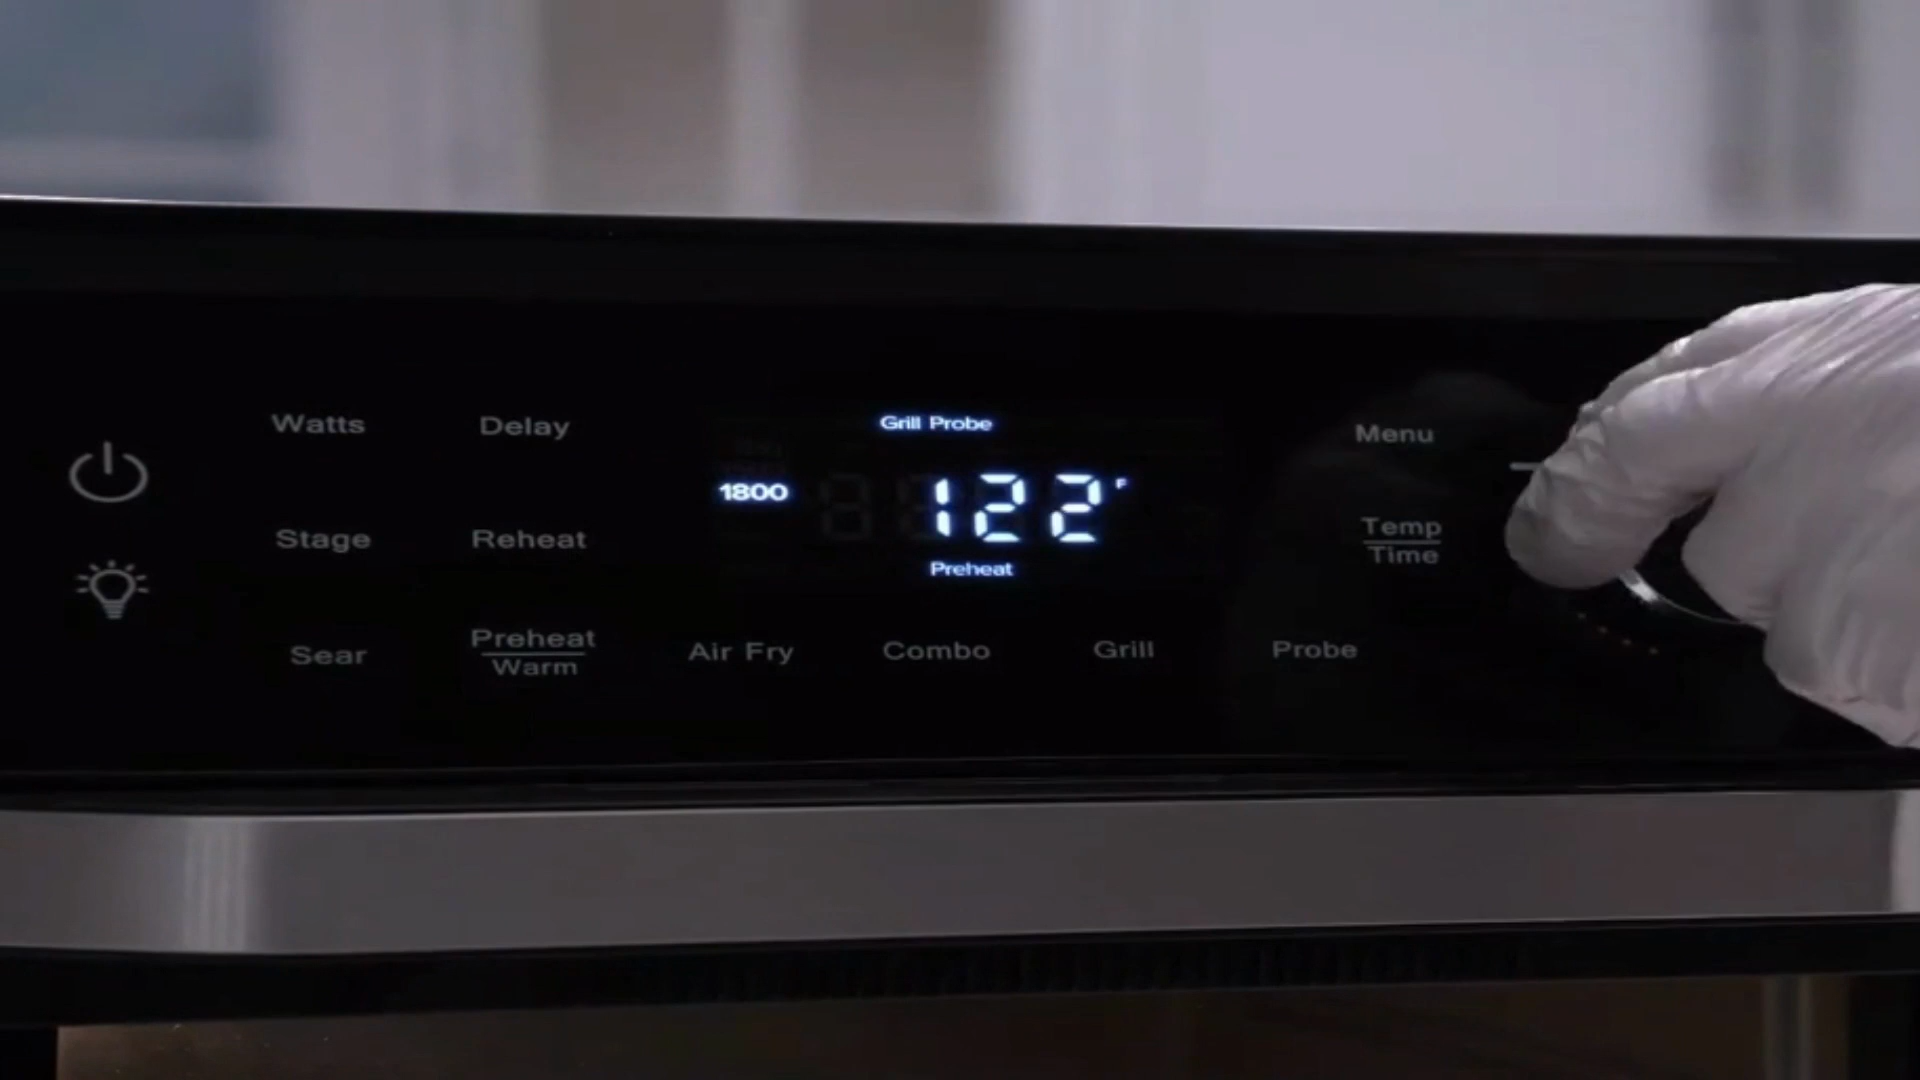 Watts
Delay
Grill Probe
Menu
1800
122 F
Stage
Reheat
Temp
Time
Preheat
Sear
Preheat
Warm
Air Fry
Combo
Grill
Probe